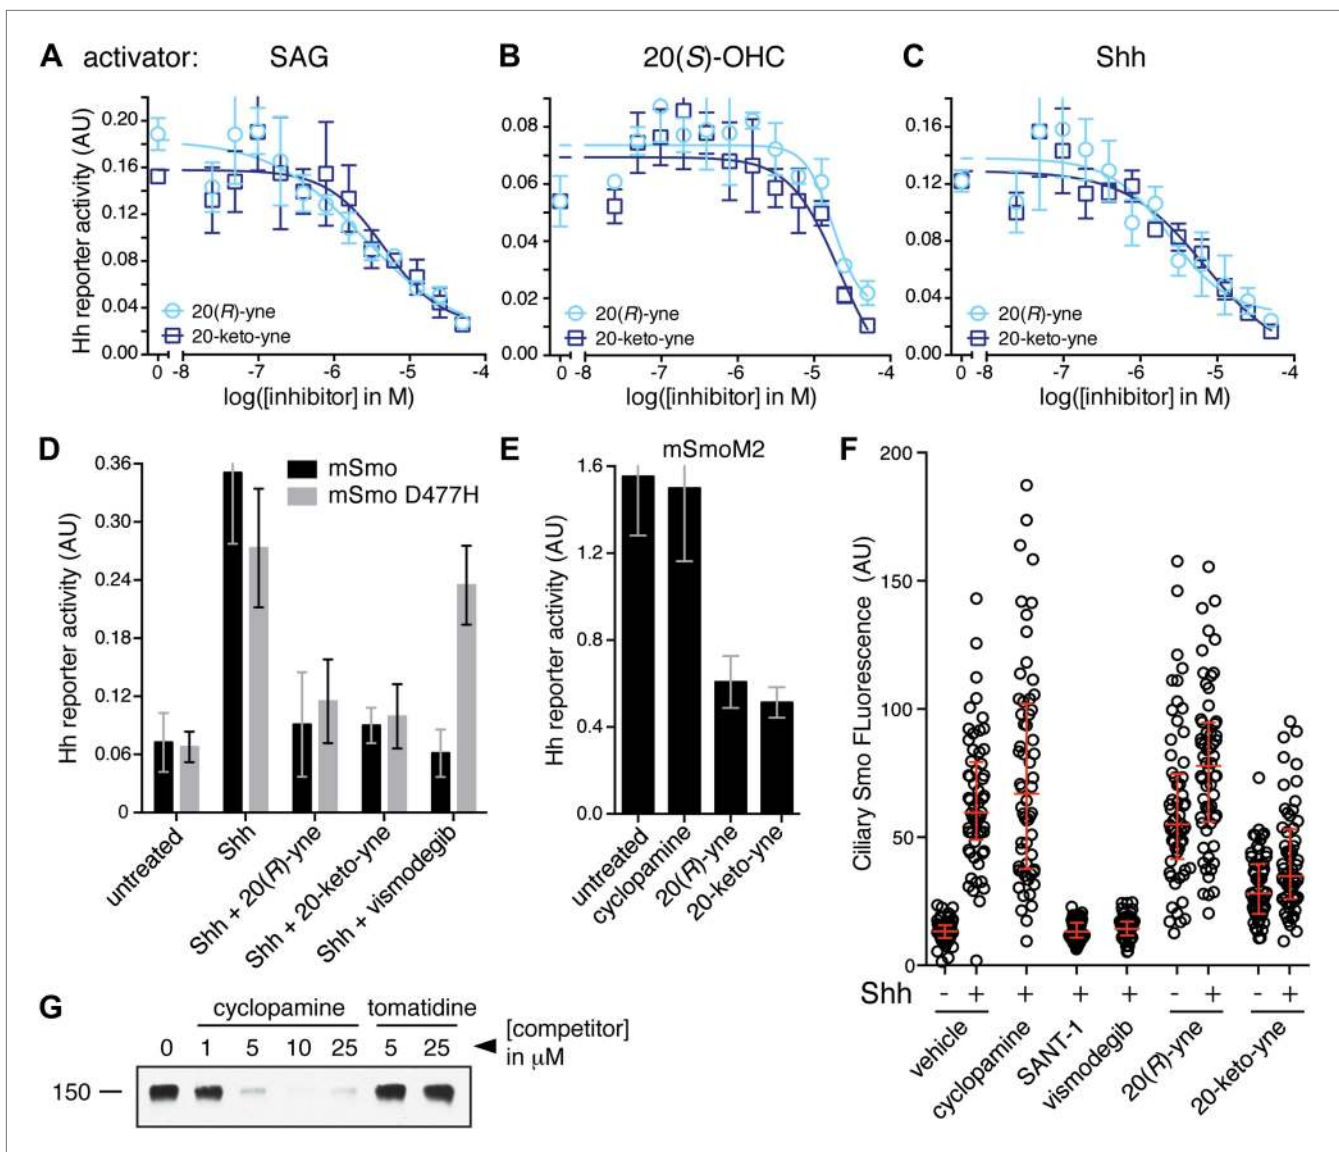 A activator: SAG
Hh reporter activity (AU)
0.20
0.16
0.12
0.08
0.04
0.00
20(R)-yne
20-keto-yne
0 -8 -7 -6 -5 -4
log([inhibitor] in M)
B 20(S)-OHC
0.08
0.06
0.04
0.02
0.00
20(R)-yne
20-keto-yne
0 -8 -7 -6 -5 -4
log([inhibitor] in M)
C Shh
0.16
0.12
0.08
0.04
0.00
20(R)-yne
20-keto-yne
0 -8 -7 -6 -5 -4
log([inhibitor] in M)
D
Hh reporter activity (AU)
0.36
0.30
0.24
0.18
0.12
0.06
0
mSmo
mSmo D477H
untreated
Shh
Shh + 20(R)-yne
Shh + 20-keto-yne
Shh + vismodegib
E mSmoM2
Hh reporter activity (AU)
1.6
1.2
0.8
0.4
0.0
untreated
cyclopamine
20(R)-yne
20-keto-yne
F
Ciliary Smo FLuorescence (AU)
200
150
100
50
0
Shh - + + + + - + - +
vehicle
cyclopamine
SANT-1
vismodegib
20(R)-yne
20-keto-yne
G cyclopamine tomatidine
0 1 5 10 25 5 25
[competitor]
in µM
150